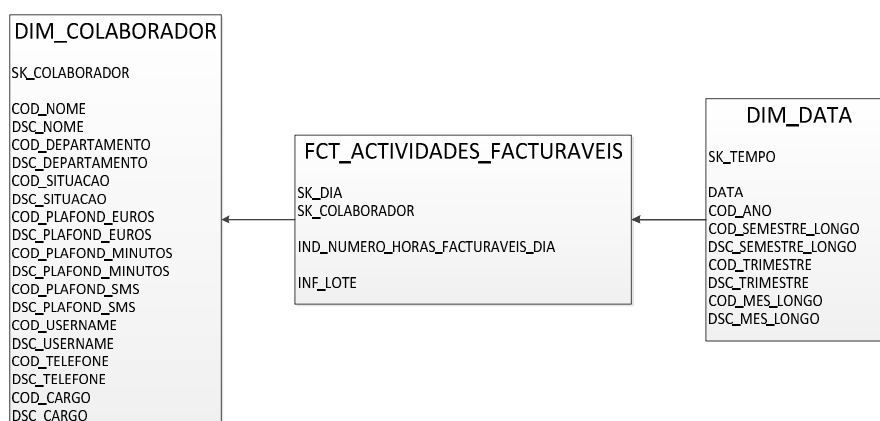 DIM_COLABORADOR
SK_COLABORADOR
COD_NOME
DSC_NOME
COD_DEPARTAMENTO
DSC_DEPARTAMENTO
COD_SITUACAO
DSC_SITUACAO
COD_PLAFOND_EUROS
DSC_PLAFOND_EUROS
COD_PLAFOND_MINUTOS
DSC_PLAFOND_MINUTOS
COD_PLAFOND_SMS
DSC_PLAFOND_SMS
COD_USERNAME
DSC_USERNAME
COD_TELEFONE
DSC_TELEFONE
COD_CARGO
DSC_CARGO
FCT_ACTIVIDADES_FACTURAVEIS
SK_DIA
SK_COLABORADOR
IND_NUMERO_HORAS_FACTURAVEIS_DIA
INF_LOTE
DIM_DATA
SK_TEMPO
DATA
COD_ANO
COD_SEMESTRE_LONGO
DSC_SEMESTRE_LONGO
COD_TRIMESTRE
DSC_TRIMESTRE
COD_MES_LONGO
DSC_MES_LONGO